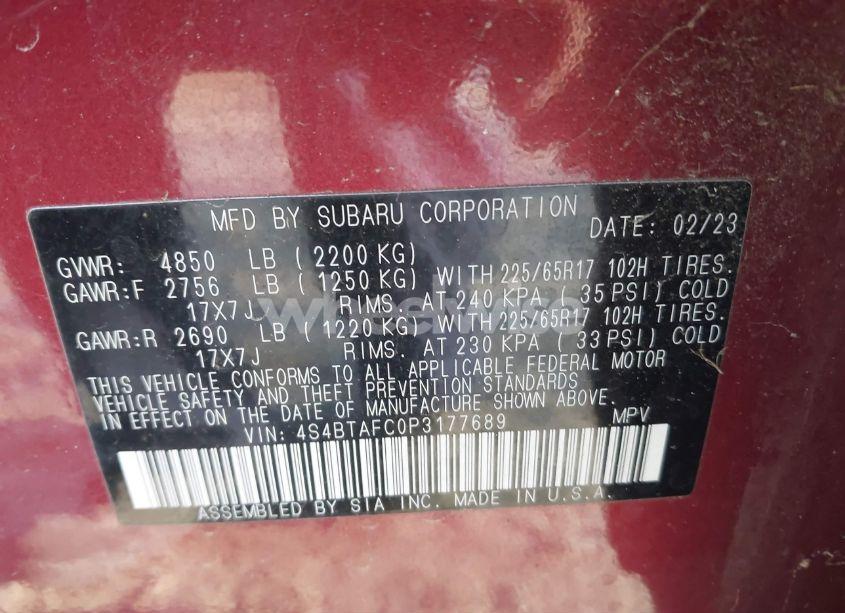 MFD BY SUBARU CORPORATION DATE: 02/23
GVWR: 4850 LB ( 2200 KG)
GAWR:F 2756 LB ( 1250 KG) WITH 225/65R17 102H TIRES.
17X7J RIMS. AT 240 KPA ( 35 PSI) COLD
GAWR:R 2690 LB ( 1220 KG) WITH 225/65R17 102H TIRES.
17X7J RIMS. AT 230 KPA ( 33 PSI) COLD
THIS VEHICLE CONFORMS TO ALL APPLICABLE FEDERAL MOTOR
VEHICLE SAFETY AND THEFT PREVENTION STANDARDS
IN EFFECT ON THE DATE OF MANUFACTURE SHOWN ABOVE.
VIN: 4S4BTAFC0P3177689 MPV
ASSEMBLED BY SIA INC. MADE IN U.S.A.